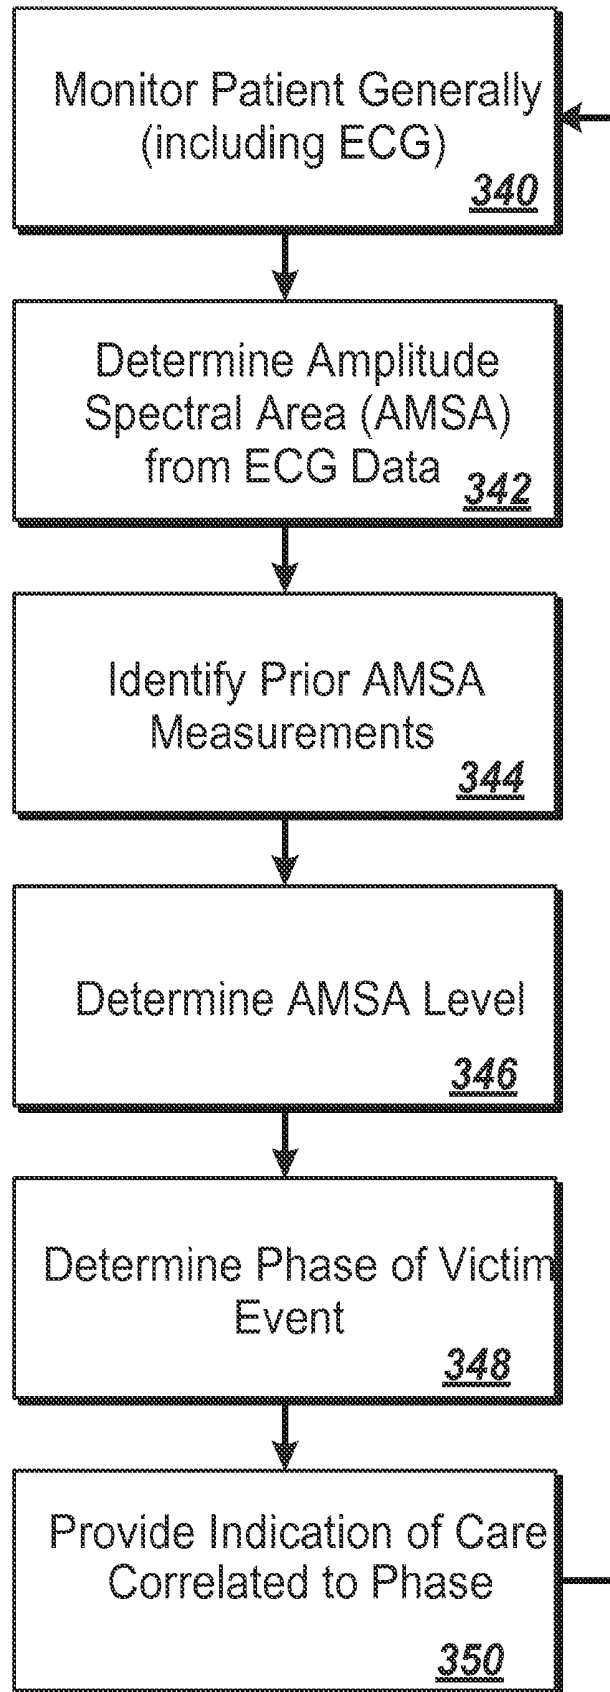 Monitor Patient Generally
(including ECG)
340
Determine Amplitude
Spectral Area (AMSA)
from ECG Data
342
Identify Prior AMSA
Measurements
344
Determine AMSA Level
346
Determine Phase of Victim
Event
348
Provide Indication of Care
Correlated to Phase
350